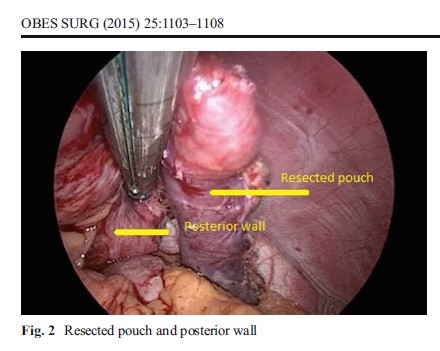 OBES SURG (2015) 25:1103–1108
Resected pouch
Posterior wall
Fig. 2 Resected pouch and posterior wall